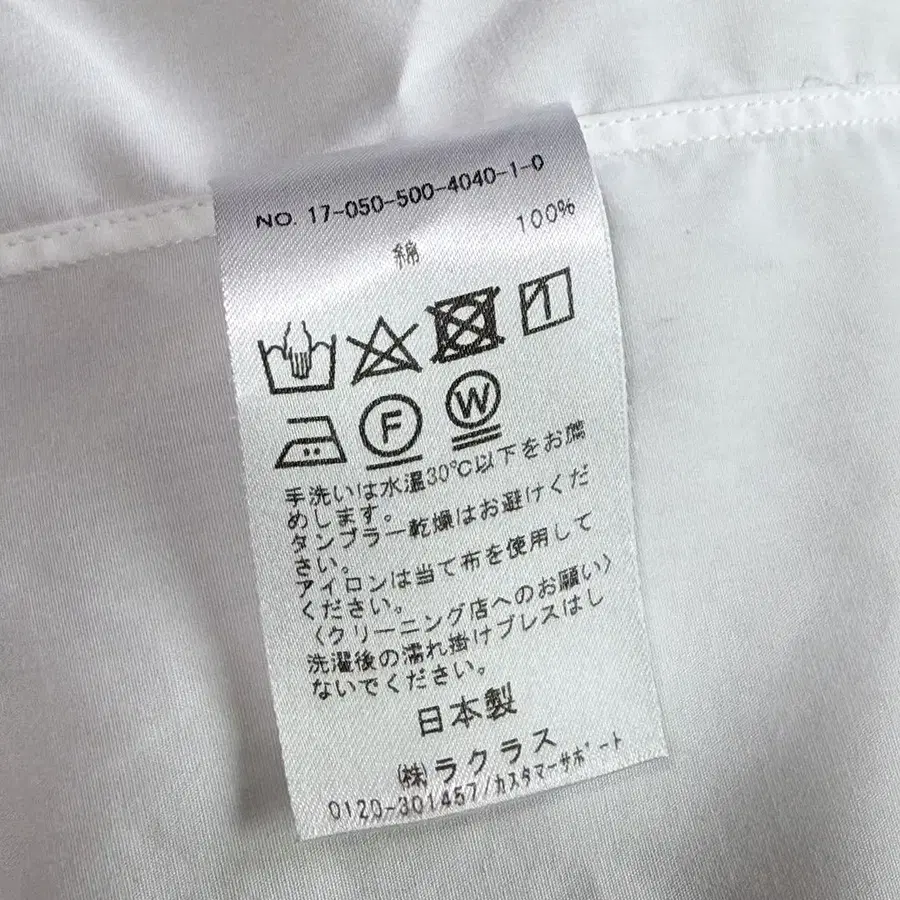 NO. 17-050-500-4040-1-0
綿 100%
F W
手洗いは水温30℃以下をお薦
めします。
タンブラー乾燥はお避けくだ
さい。
アイロンは当て布を使用して
ください。
〈クリーニング店へのお願い〉
洗濯後の濡れ掛けプレスはし
ないでください。
日本製
㈱ラクラス
0120-301457/カスタマーサポート